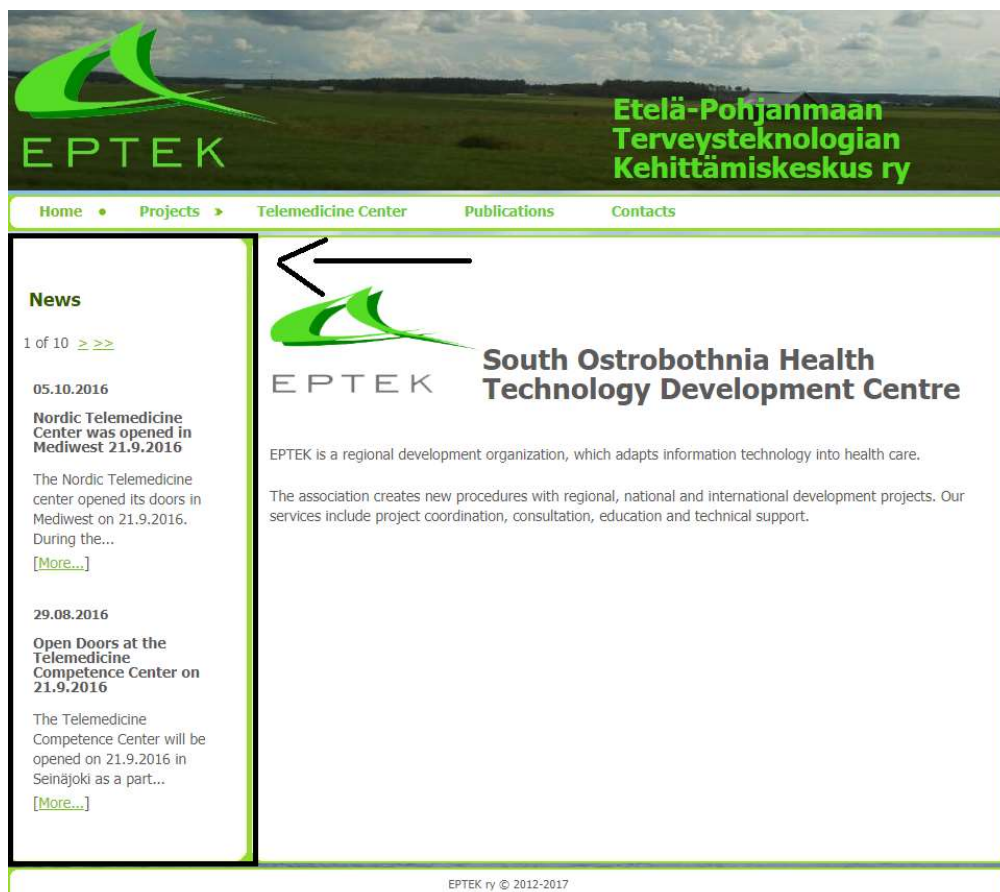 EPTEK
Etelä-Pohjanmaan
Terveysteknologian
Kehittämiskeskus ry
Home Projects Telemedicine Center Publications Contacts
News
1 of 10 > >>
05.10.2016
Nordic Telemedicine
Center was opened in
Mediwest 21.9.2016
The Nordic Telemedicine
center opened its doors in
Mediwest on 21.9.2016.
During the...
[More...]
29.08.2016
Open Doors at the
Telemedicine
Competence Center on
21.9.2016
The Telemedicine
Competence Center will be
opened on 21.9.2016 in
Seinäjoki as a part...
[More...]
EPTEK
South Ostrobothnia Health
Technology Development Centre
EPTEK is a regional development organization, which adapts information technology into health care.
The association creates new procedures with regional, national and international development projects. Our
services include project coordination, consultation, education and technical support.
EPTEK ry © 2012-2017